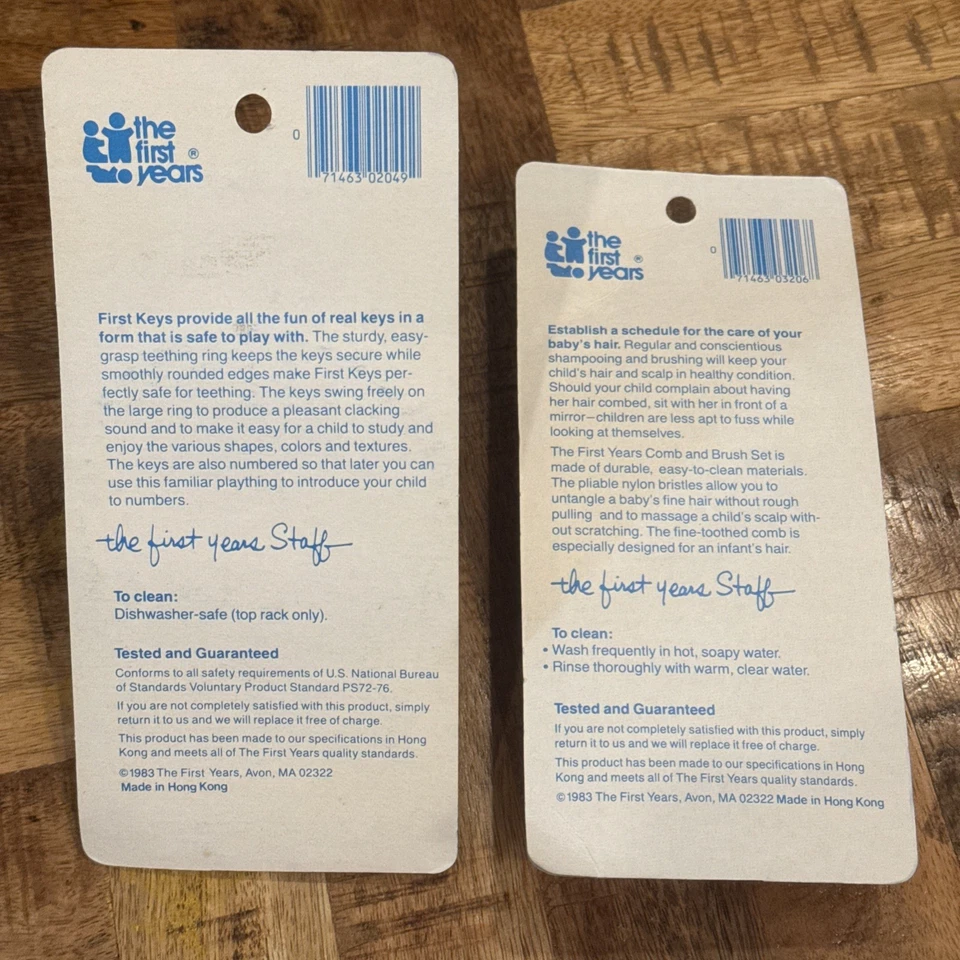 the
first ®
years
0
71463 02049
First Keys provide all the fun of real keys in a
form that is safe to play with. The sturdy, easy-
grasp teething ring keeps the keys secure while
smoothly rounded edges make First Keys per-
fectly safe for teething. The keys swing freely on
the large ring to produce a pleasant clacking
sound and to make it easy for a child to study and
enjoy the various shapes, colors and textures.
The keys are also numbered so that later you can
use this familiar plaything to introduce your child
to numbers.
the first years Staff
To clean:
Dishwasher-safe (top rack only).
Tested and Guaranteed
Conforms to all safety requirements of U.S. National Bureau
of Standards Voluntary Product Standard PS72-76.
If you are not completely satisfied with this product, simply
return it to us and we will replace it free of charge.
This product has been made to our specifications in Hong
Kong and meets all of The First Years quality standards.
©1983 The First Years, Avon, MA 02322
Made in Hong Kong
the
first ®
years
0
71463 03206
Establish a schedule for the care of your
baby's hair. Regular and conscientious
shampooing and brushing will keep your
child's hair and scalp in healthy condition.
Should your child complain about having
her hair combed, sit with her in front of a
mirror—children are less apt to fuss while
looking at themselves.
The First Years Comb and Brush Set is
made of durable, easy-to-clean materials.
The pliable nylon bristles allow you to
untangle a baby's fine hair without rough
pulling and to massage a child's scalp with-
out scratching. The fine-toothed comb is
especially designed for an infant's hair.
the first years Staff
To clean:
• Wash frequently in hot, soapy water.
• Rinse thoroughly with warm, clear water.
Tested and Guaranteed
If you are not completely satisfied with this product, simply
return it to us and we will replace it free of charge.
This product has been made to our specifications in Hong
Kong and meets all of The First Years quality standards.
©1983 The First Years, Avon, MA 02322 Made in Hong Kong